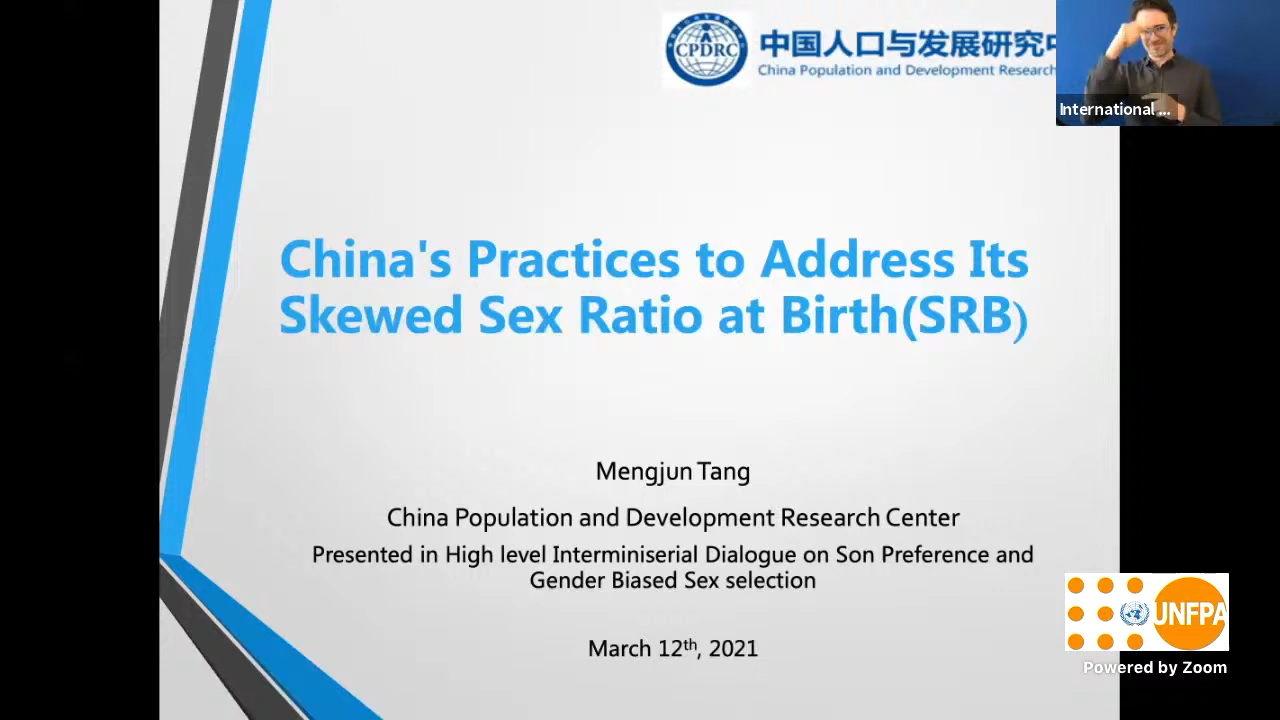 CPDRC
中国人口与发展研究
China Population and Development Research
International ...
China's Practices to Address Its
Skewed Sex Ratio at Birth(SRB)
Mengjun Tang
China Population and Development Research Center
Presented in High level Interminiserial Dialogue on Son Preference and
Gender Biased Sex selection
March 12th, 2021
UNFPA
Powered by Zoom